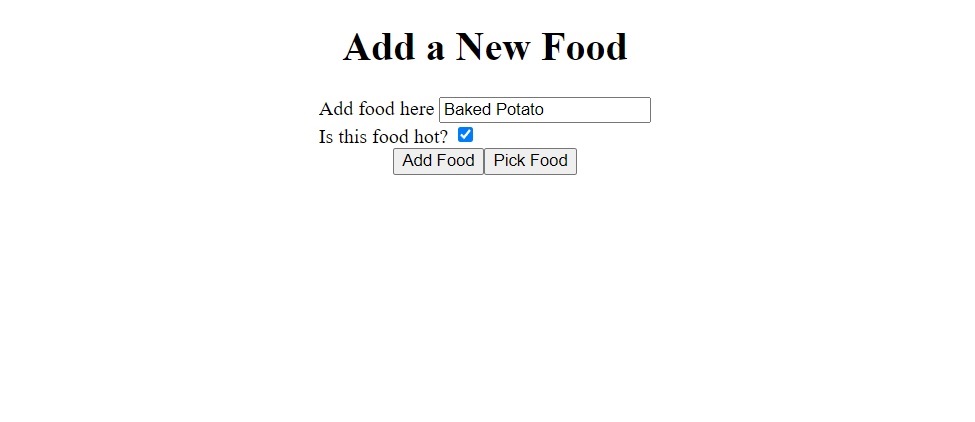 Add a New Food
Add food here Baked Potato
Is this food hot?
Add Food Pick Food